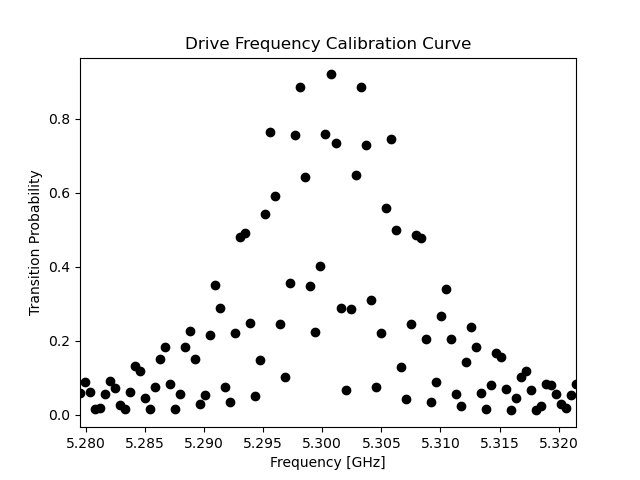 Drive Frequency Calibration Curve
Transition Probability
0.8
0.6
0.4
0.2
0.0
5.280 5.285 5.290 5.295 5.300 5.305 5.310 5.315 5.320
Frequency [GHz]